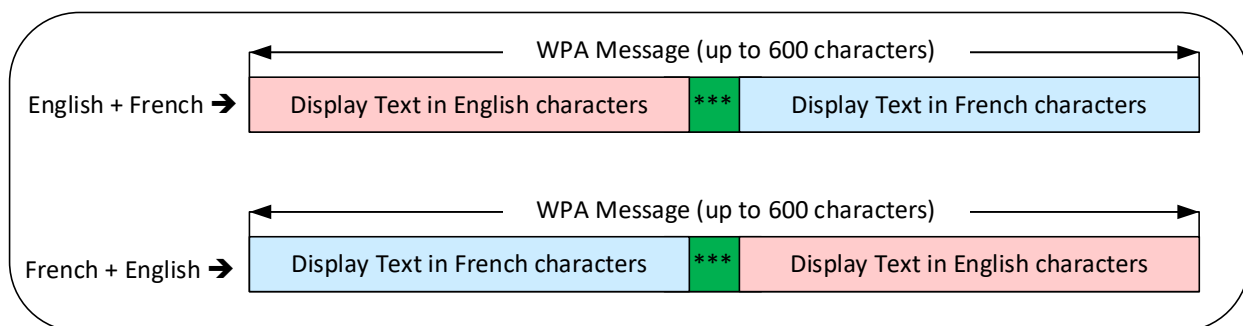 WPA Message (up to 600 characters)
English + French ➔ Display Text in English characters *** Display Text in French characters
WPA Message (up to 600 characters)
French + English ➔ Display Text in French characters *** Display Text in English characters